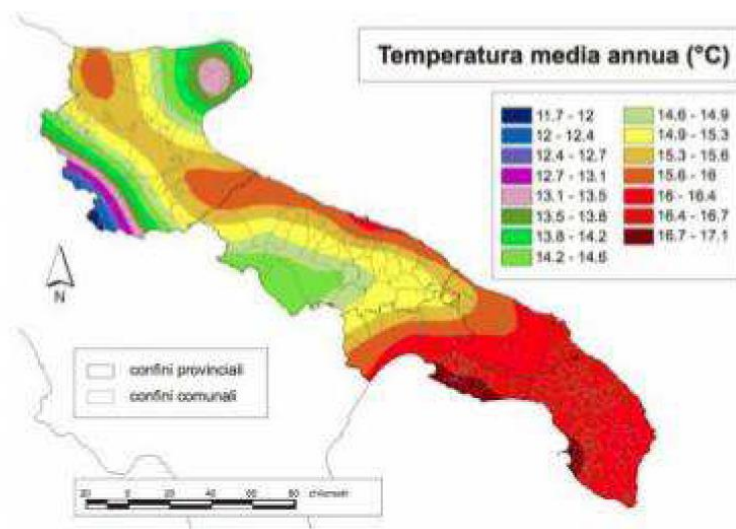 Temperatura media annua (°C)
11.7 - 12
12 - 12.4
12.4 - 12.7
12.7 - 13.1
13.1 - 13.5
13.5 - 13.8
13.8 - 14.2
14.2 - 14.6
14.6 - 14.9
14.9 - 15.3
15.3 - 15.6
15.6 - 16
16 - 16.4
16.4 - 16.7
16.7 - 17.1
N
confini provinciali
confini comunali
20 0 20 40 60 80